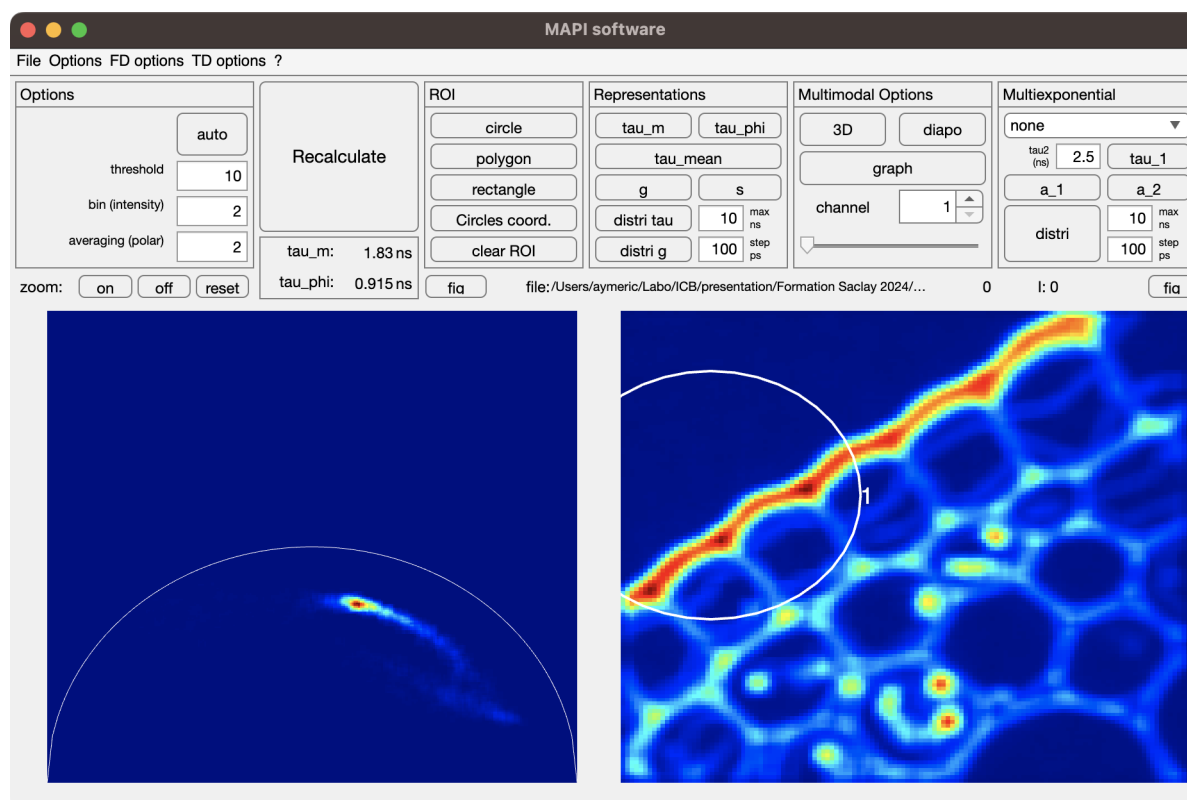 MAPI software
File Options FD options TD options ?
Options
auto
threshold 10
bin (intensity) 2
averaging (polar) 2
Recalculate
tau_m: 1.83 ns
tau_phi: 0.915 ns
ROI
circle
polygon
rectangle
Circles coord.
clear ROI
Representations
tau_m tau_phi
tau_mean
g s
distri tau 10 max ns
distri g 100 step ps
Multimodal Options
3D diapo
graph
channel 1
Multiexponential
none
tau2 (ns) 2.5 tau_1
a_1 a_2
distri 10 max ns
100 step ps
zoom: on off reset
fig
file:/Users/aymeric/Labo/ICB/presentation/Formation Saclay 2024/... 0 I: 0
fig
1